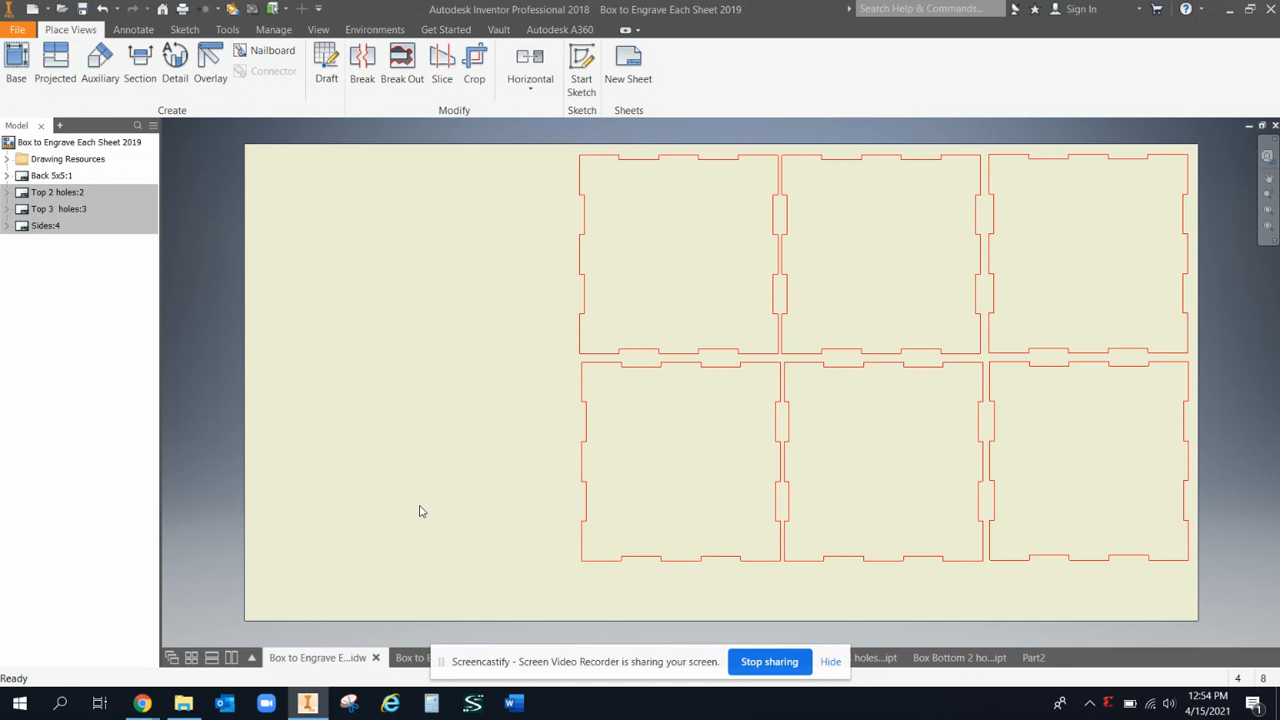 Autodesk Inventor Professional 2018 Box to Engrave Each Sheet 2019
Search Help & Commands...
Sign In
File Place Views Annotate Sketch Tools Manage View Environments Get Started Vault Autodesk A360
Base Projected Auxiliary Section Detail Overlay
Nailboard
Connector
Draft Break Break Out Slice Crop Horizontal
Start
Sketch
New Sheet
Create Modify Sketch Sheets
Model
Box to Engrave Each Sheet 2019
Drawing Resources
Back 5x5:1
Top 2 holes:2
Top 3 holes:3
Sides:4
Box to Engrave E...idw
Box to E
holes...ipt
Box Bottom 2 ho...ipt
Part2
Screencastify - Screen Video Recorder is sharing your screen.
Stop sharing
Hide
Ready
4 8
12:54 PM
4/15/2021